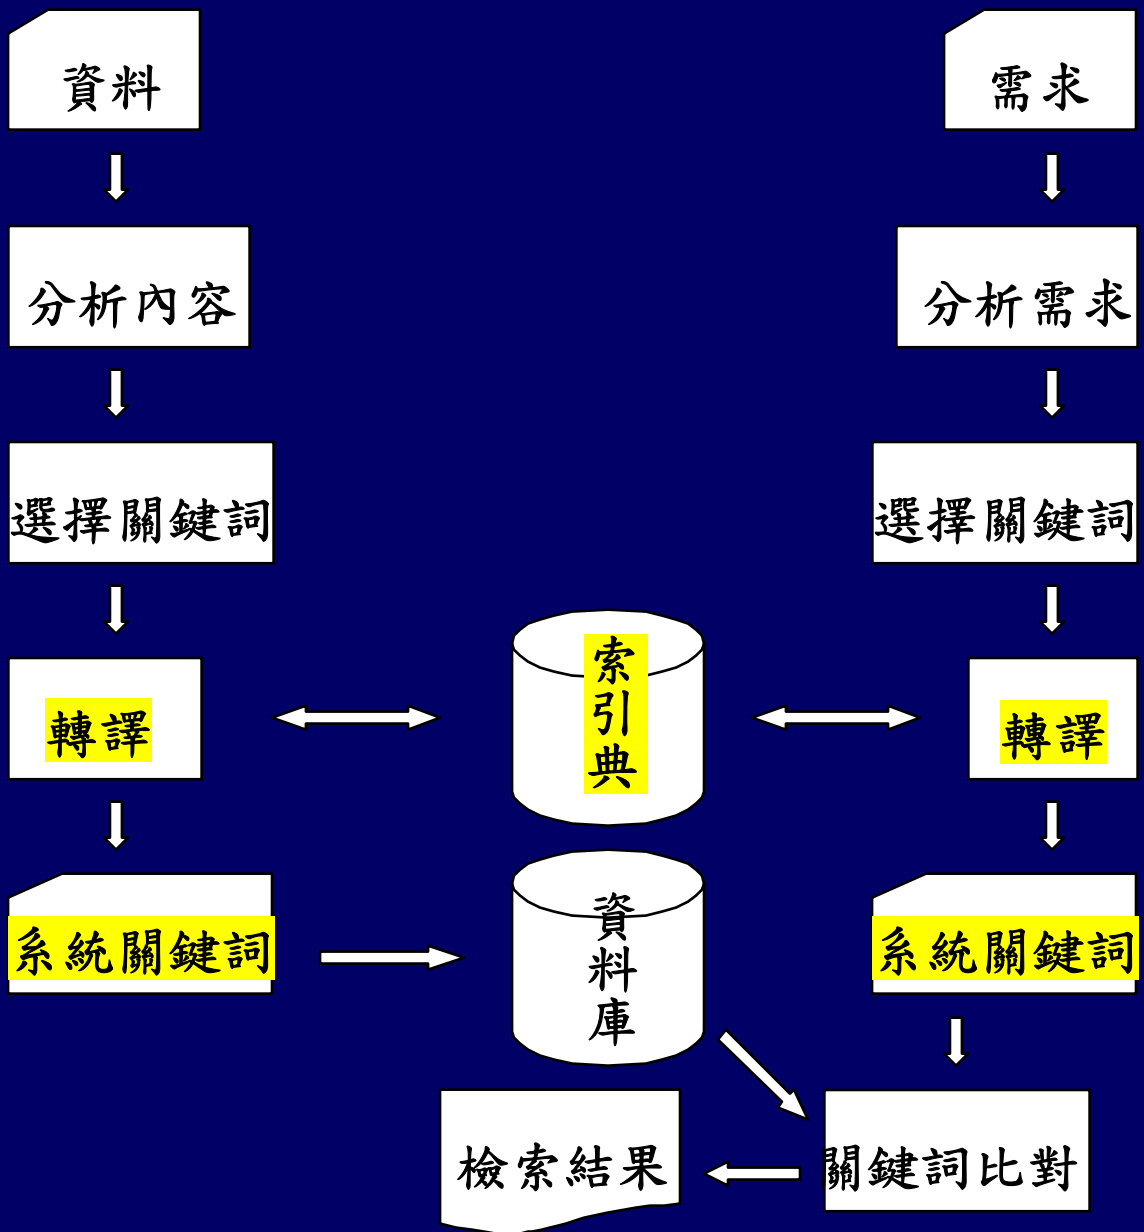 資料
需求
分析內容
分析需求
選擇關鍵詞
選擇關鍵詞
轉譯
索引典
轉譯
系統關鍵詞
資料庫
系統關鍵詞
檢索結果
關鍵詞比對